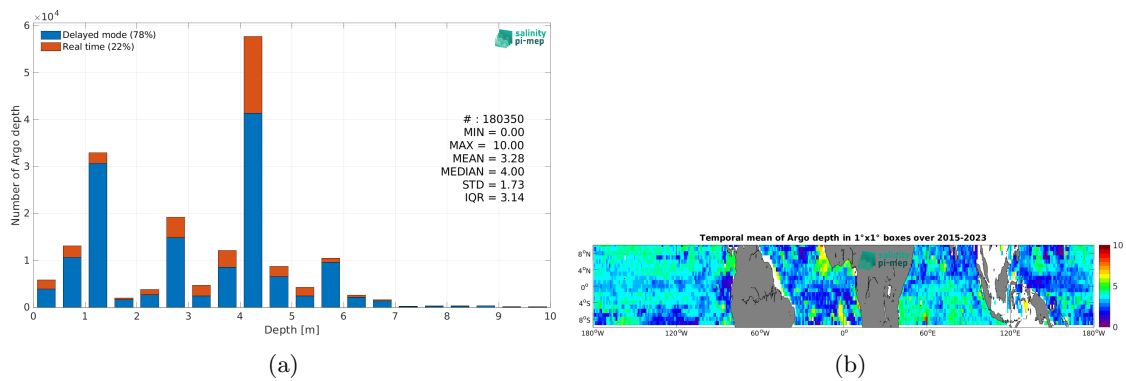 ×10⁴
6
5
4
3
2
1
0
Number of Argo depth
Delayed mode (78%)
Real time (22%)
salinity
pi-mep
# : 180350
MIN = 0.00
MAX = 10.00
MEAN = 3.28
MEDIAN = 4.00
STD = 1.73
IQR = 3.14
0 1 2 3 4 5 6 7 8 9 10
Depth [m]
(a)
Temporal mean of Argo depth in 1°x1° boxes over 2015-2023
salinity
pi-mep
8°N
4°N
0°
4°S
8°S
180°W 120°W 60°W 0° 60°E 120°E 180°W
10
5
0
(b)